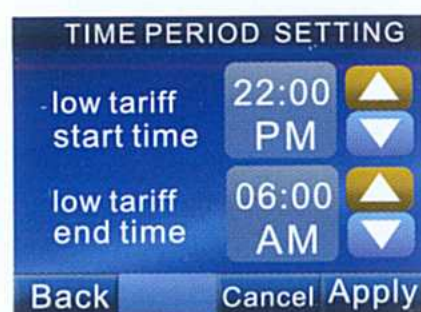 TIME PERIOD SETTING
low tariff
start time
22:00
PM
low tariff
end time
06:00
AM
Back
Cancel
Apply